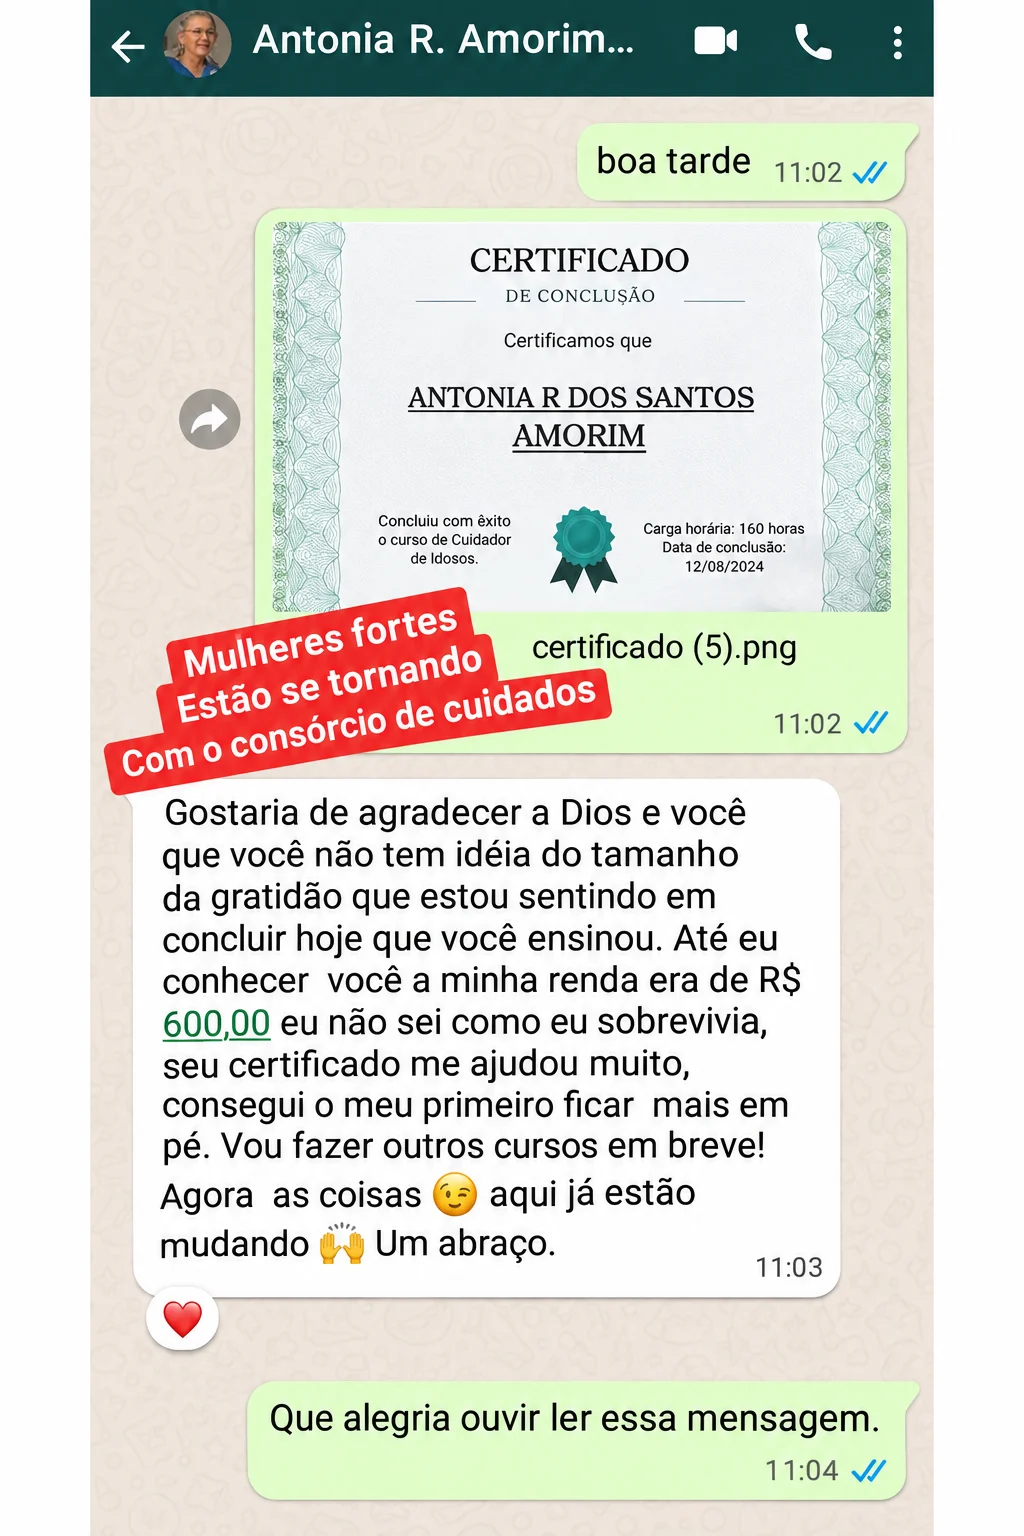 Antonia R. Amorim...
boa tarde
11:02
CERTIFICADO
DE CONCLUSÃO
Certificamos que
ANTONIA R DOS SANTOS
AMORIM
Concluiu com êxito
o curso de Cuidador
de Idosos.
Carga horária: 160 horas
Data de conclusão:
12/08/2024
certificado (5).png
11:02
Mulheres fortes
Estão se tornando
Com o consórcio de cuidados
Gostaria de agradecer a Dios e você
que você não tem idéia do tamanho
da gratidão que estou sentindo em
concluir hoje que você ensinou. Até eu
conhecer você a minha renda era de R$
600,00 eu não sei como eu sobrevivia,
seu certificado me ajudou muito,
consegui o meu primeiro ficar mais em
pé. Vou fazer outros cursos em breve!
Agora as coisas 😉 aqui já estão
mudando 🙌 Um abraço.
11:03
Que alegria ouvir ler essa mensagem.
11:04